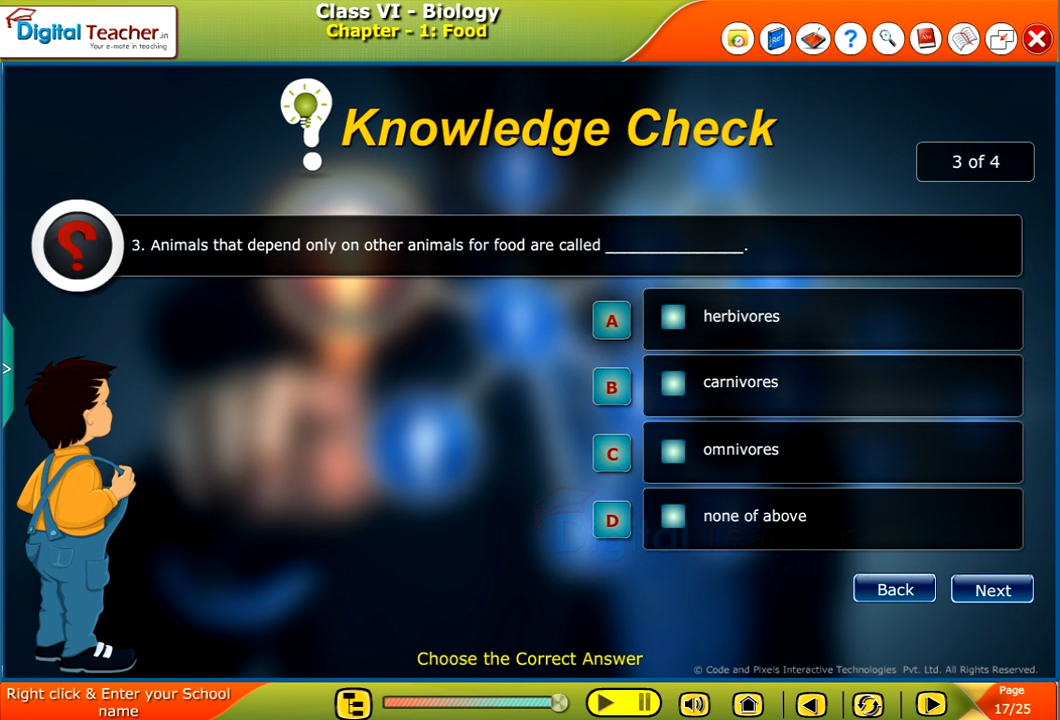 Digital Teacher.in
Your e-mate in teaching
Class VI - Biology
Chapter - 1: Food
Ref
Abc
?
Knowledge Check
3 of 4
?
3. Animals that depend only on other animals for food are called ________________.
A herbivores
B carnivores
C omnivores
D none of above
Back Next
Choose the Correct Answer
© Code and Pixels Interactive Technologies Pvt. Ltd. All Rights Reserved.
Right click & Enter your School
name
Page
17/25